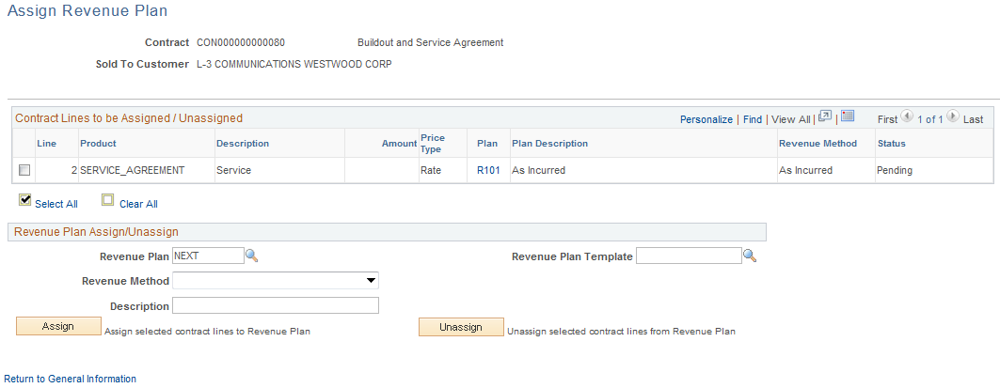 Assign Revenue Plan
Contract CON000000000080 Buildout and Service Agreement
Sold To Customer L-3 COMMUNICATIONS WESTWOOD CORP
Contract Lines to be Assigned / Unassigned Personalize | Find | View All | | First 1 of 1 Last
Line Product Description Amount Price Type Plan Plan Description Revenue Method Status
2 SERVICE_AGREEMENT Service Rate R101 As Incurred As Incurred Pending
Select All Clear All
Revenue Plan Assign/Unassign
Revenue Plan NEXT Revenue Plan Template
Revenue Method
Description
Assign Assign selected contract lines to Revenue Plan Unassign Unassign selected contract lines from Revenue Plan
Return to General Information